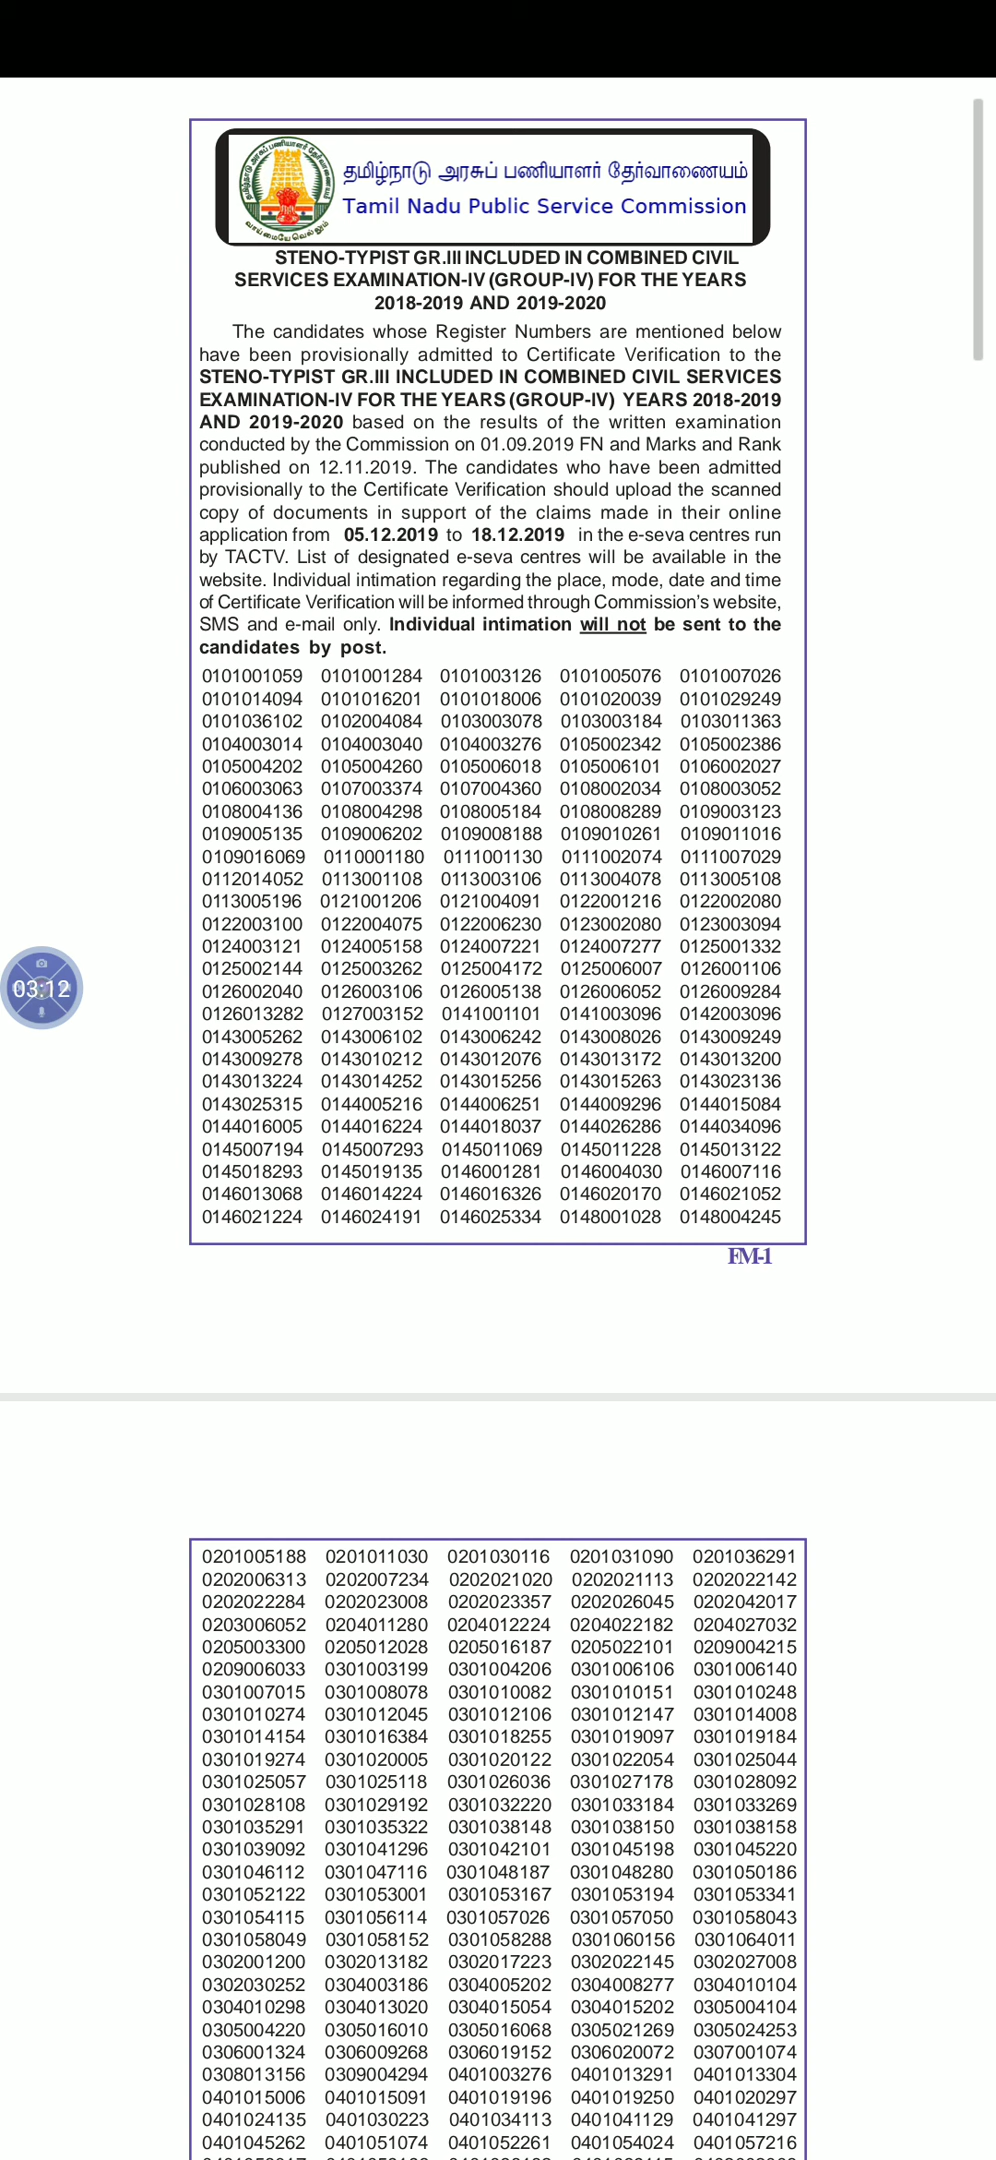 தமிழ்நாடு அரசுப் பணியாளர் தேர்வாணையம்
Tamil Nadu Public Service Commission
STENO-TYPIST GR.III INCLUDED IN COMBINED CIVIL
SERVICES EXAMINATION-IV (GROUP-IV) FOR THE YEARS
2018-2019 AND 2019-2020
The candidates whose Register Numbers are mentioned below
have been provisionally admitted to Certificate Verification to the
STENO-TYPIST GR.III INCLUDED IN COMBINED CIVIL SERVICES
EXAMINATION-IV FOR THE YEARS (GROUP-IV) YEARS 2018-2019
AND 2019-2020 based on the results of the written examination
conducted by the Commission on 01.09.2019 FN and Marks and Rank
published on 12.11.2019. The candidates who have been admitted
provisionally to the Certificate Verification should upload the scanned
copy of documents in support of the claims made in their online
application from 05.12.2019 to 18.12.2019 in the e-seva centres run
by TACTV. List of designated e-seva centres will be available in the
website. Individual intimation regarding the place, mode, date and time
of Certificate Verification will be informed through Commission's website,
SMS and e-mail only. Individual intimation will not be sent to the
candidates by post.
0101001059 0101001284 0101003126 0101005076 0101007026
0101014094 0101016201 0101018006 0101020039 0101029249
0101036102 0102004084 0103003078 0103003184 0103011363
0104003014 0104003040 0104003276 0105002342 0105002386
0105004202 0105004260 0105006018 0105006101 0106002027
0106003063 0107003374 0107004360 0108002034 0108003052
0108004136 0108004298 0108005184 0108008289 0109003123
0109005135 0109006202 0109008188 0109010261 0109011016
0109016069 0110001180 0111001130 0111002074 0111007029
0112014052 0113001108 0113003106 0113004078 0113005108
0113005196 0121001206 0121004091 0122001216 0122002080
0122003100 0122004075 0122006230 0123002080 0123003094
0124003121 0124005158 0124007221 0124007277 0125001332
0125002144 0125003262 0125004172 0125006007 0126001106
0126002040 0126003106 0126005138 0126006052 0126009284
0126013282 0127003152 0141001101 0141003096 0142003096
0143005262 0143006102 0143006242 0143008026 0143009249
0143009278 0143010212 0143012076 0143013172 0143013200
0143013224 0143014252 0143015256 0143015263 0143023136
0143025315 0144005216 0144006251 0144009296 0144015084
0144016005 0144016224 0144018037 0144026286 0144034096
0145007194 0145007293 0145011069 0145011228 0145013122
0145018293 0145019135 0146001281 0146004030 0146007116
0146013068 0146014224 0146016326 0146020170 0146021052
0146021224 0146024191 0146025334 0148001028 0148004245
FM-1
03:12
0201005188 0201011030 0201030116 0201031090 0201036291
0202006313 0202007234 0202021020 0202021113 0202022142
0202022284 0202023008 0202023357 0202026045 0202042017
0203006052 0204011280 0204012224 0204022182 0204027032
0205003300 0205012028 0205016187 0205022101 0209004215
0209006033 0301003199 0301004206 0301006106 0301006140
0301007015 0301008078 0301010082 0301010151 0301010248
0301010274 0301012045 0301012106 0301012147 0301014008
0301014154 0301016384 0301018255 0301019097 0301019184
0301019274 0301020005 0301020122 0301022054 0301025044
0301025057 0301025118 0301026036 0301027178 0301028092
0301028108 0301029192 0301032220 0301033184 0301033269
0301035291 0301035322 0301038148 0301038150 0301038158
0301039092 0301041296 0301042101 0301045198 0301045220
0301046112 0301047116 0301048187 0301048280 0301050186
0301052122 0301053001 0301053167 0301053194 0301053341
0301054115 0301056114 0301057026 0301057050 0301058043
0301058049 0301058152 0301058288 0301060156 0301064011
0302001200 0302013182 0302017223 0302022145 0302027008
0302030252 0304003186 0304005202 0304008277 0304010104
0304010298 0304013020 0304015054 0304015202 0305004104
0305004220 0305016010 0305016068 0305021269 0305024253
0306001324 0306009268 0306019152 0306020072 0307001074
0308013156 0309004294 0401003276 0401013291 0401013304
0401015006 0401015091 0401019196 0401019250 0401020297
0401024135 0401030223 0401034113 0401041129 0401041297
0401045262 0401051074 0401052261 0401054024 0401057216